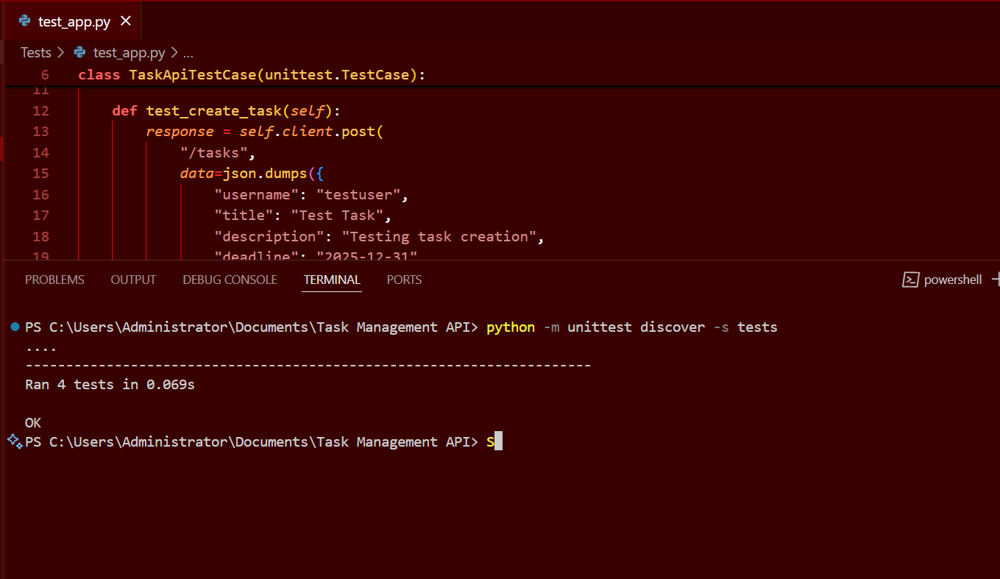 test_app.py
Tests > test_app.py > ...
6 class TaskApiTestCase(unittest.TestCase):
11
12 def test_create_task(self):
13 response = self.client.post(
14 "/tasks",
15 data=json.dumps({
16 "username": "testuser",
17 "title": "Test Task",
18 "description": "Testing task creation",
19 "deadline": "2025-12-31"
PROBLEMS OUTPUT DEBUG CONSOLE TERMINAL PORTS powershell
PS C:\Users\Administrator\Documents\Task Management API> python -m unittest discover -s tests
....
----------------------------------------------------------------------
Ran 4 tests in 0.069s
OK
PS C:\Users\Administrator\Documents\Task Management API> S